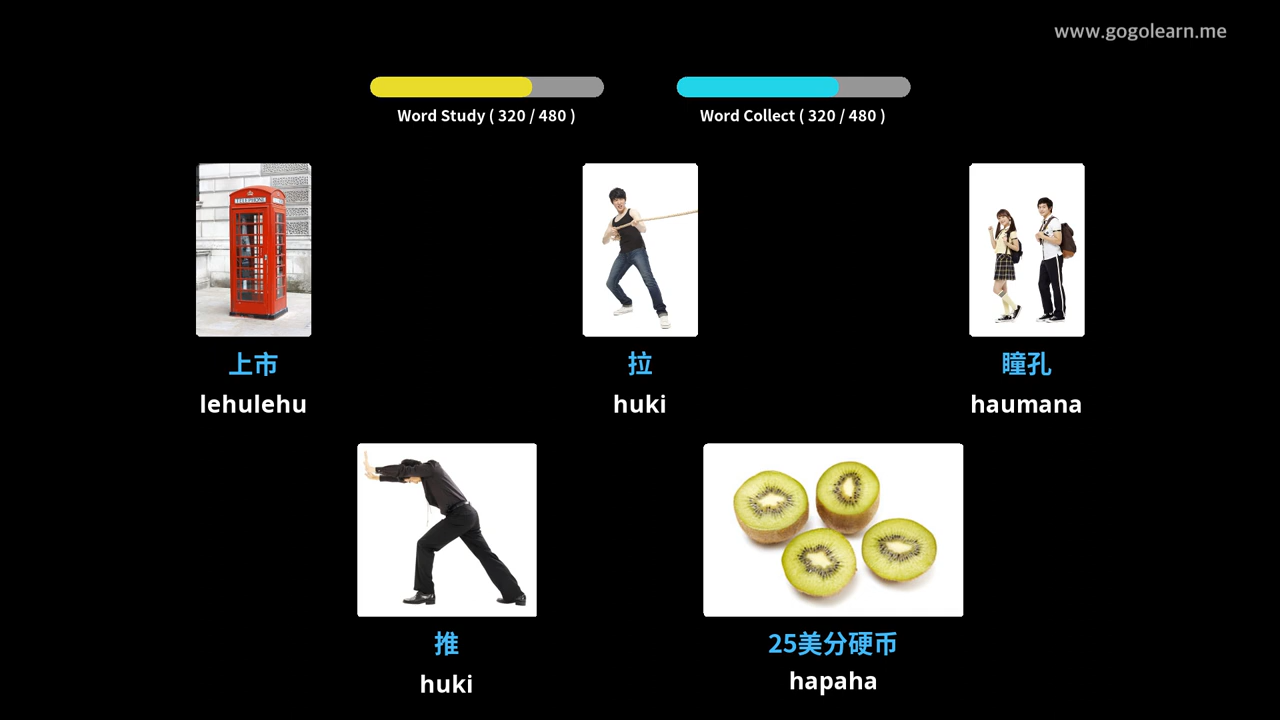 www.gogolearn.me
Word Study ( 320 / 480 )
Word Collect ( 320 / 480 )
TELEPHONE
上市
拉
瞳孔
lehulehu
huki
haumana
推
25美分硬币
huki
hapaha